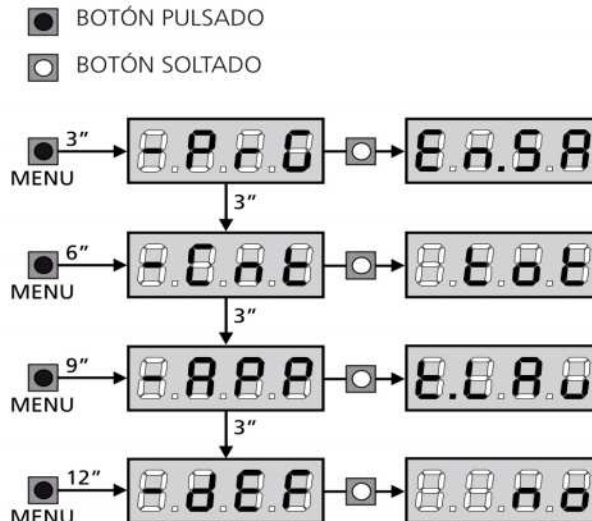 BOTÓN PULSADO
BOTÓN SOLTADO
3”
MENU
-PrG
En.SA
3”
6”
MENU
-Cnt
tot
3”
9”
MENU
-APP
t.LAv
3”
12”
MENU
-dEF
no